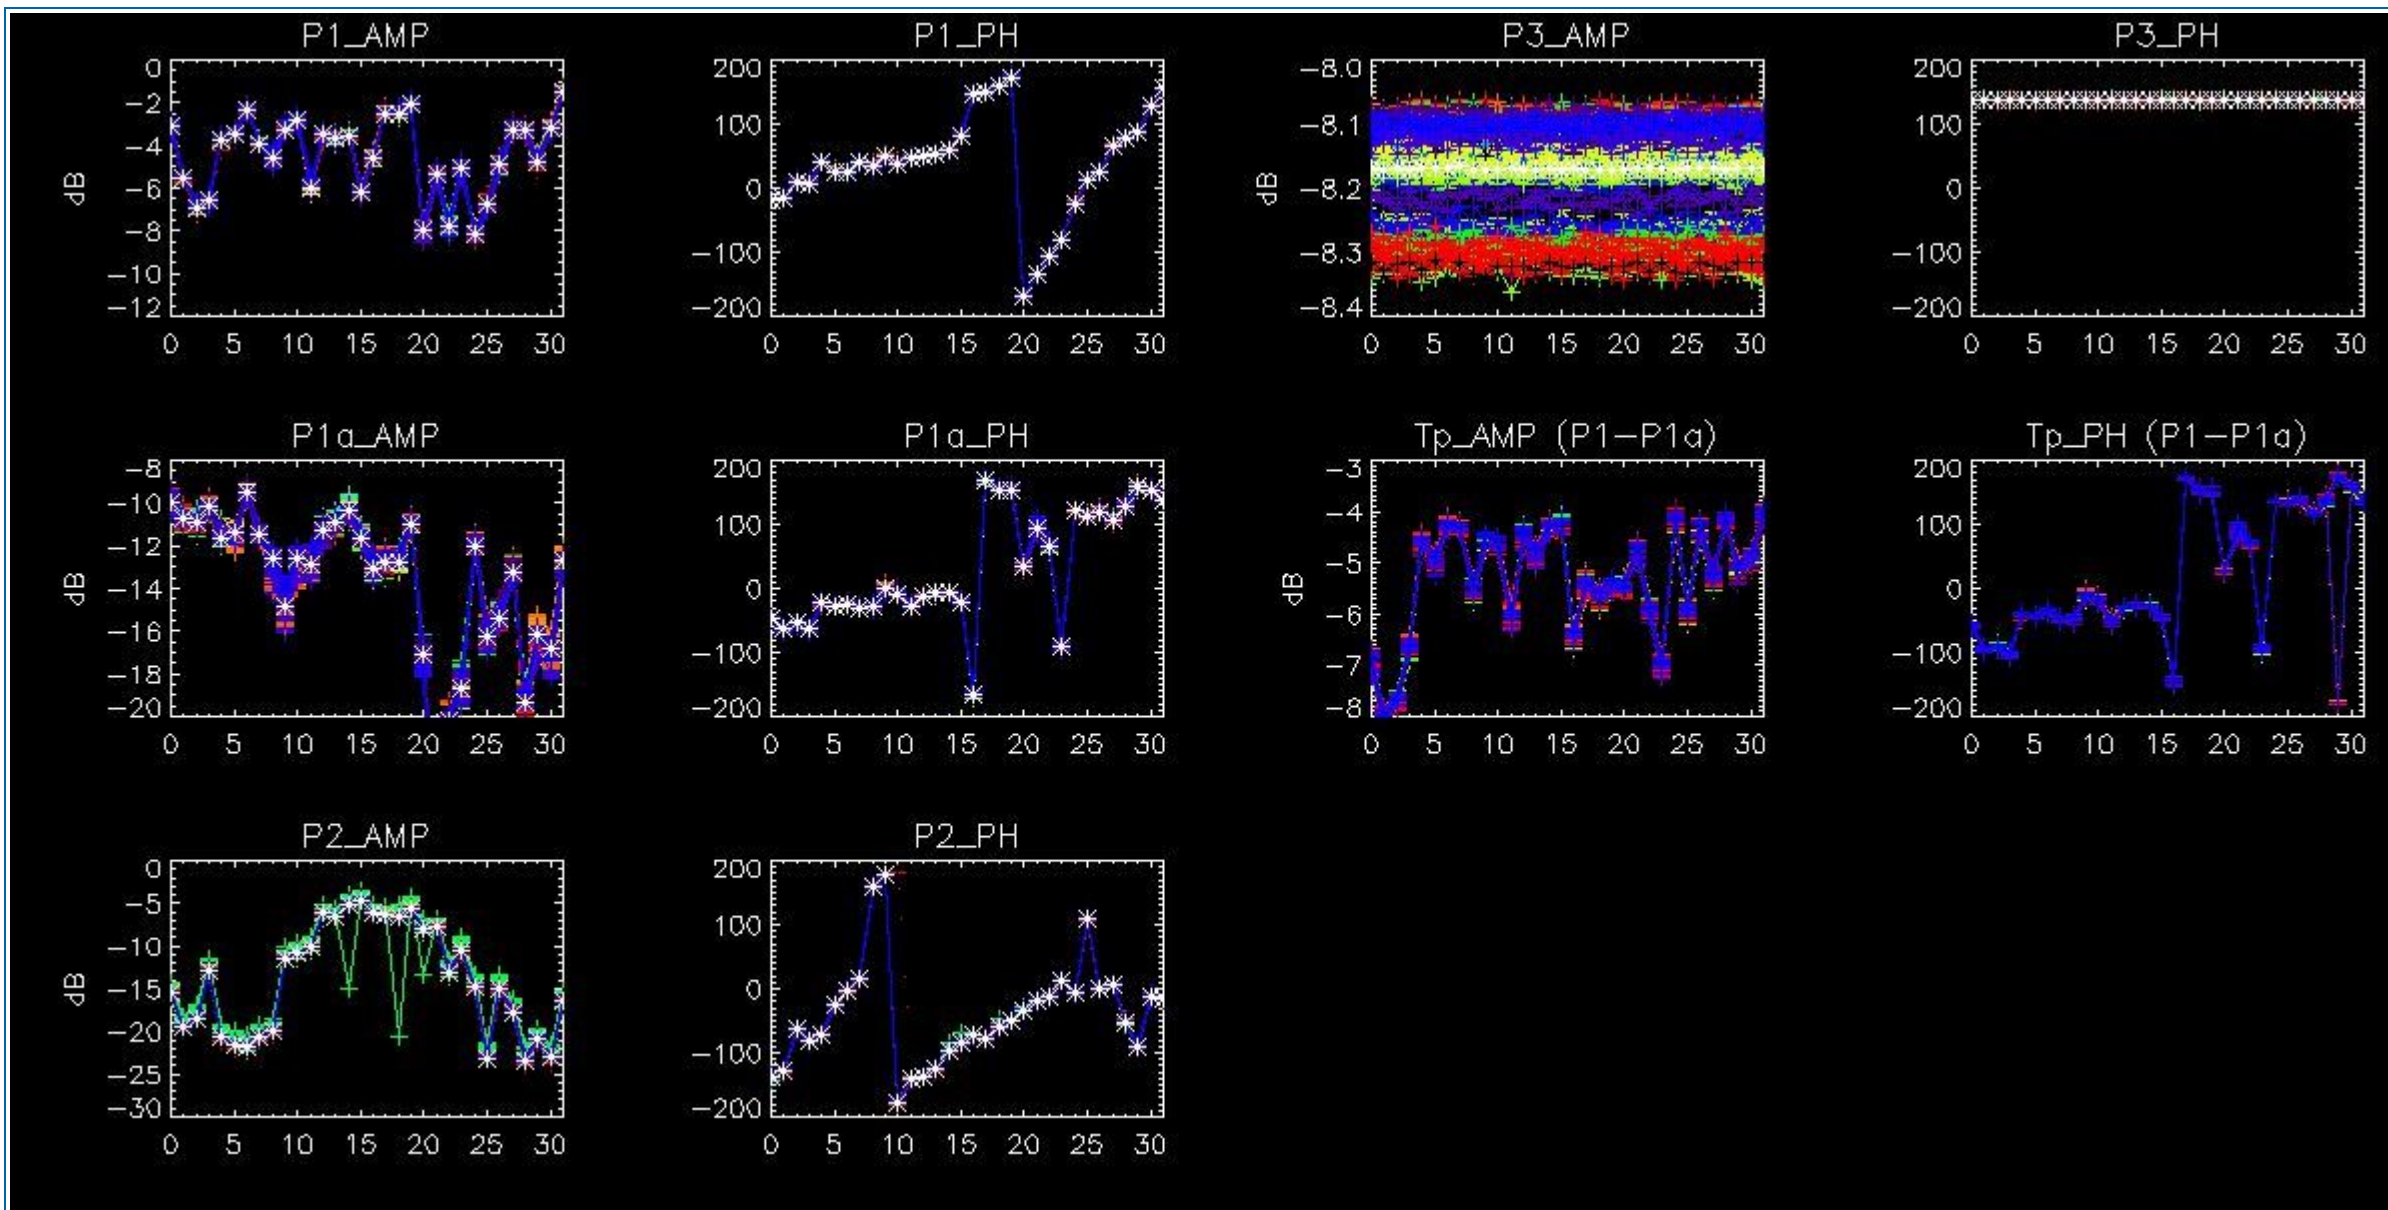 P1_AMP P1_PH P3_AMP P3_PH
0 200 −8.0 200
−2
100 −8.1 100
−4
dB −6 0 dB −8.2 0
−8
−100 −8.3 −100
−10
−12 −200 −8.4 −200
0 5 10 15 20 25 30 0 5 10 15 20 25 30 0 5 10 15 20 25 30 0 5 10 15 20 25 30
P1a_AMP P1a_PH Tp_AMP (P1−P1a) Tp_PH (P1−P1a)
−8 200 −3 200
−10 100 −4 100
−12
dB −14 0 dB −5 0
−16 −6
−100 −7 −100
−18
−20 −200 −8 −200
0 5 10 15 20 25 30 0 5 10 15 20 25 30 0 5 10 15 20 25 30 0 5 10 15 20 25 30
P2_AMP P2_PH
0 200
−5 100
−10
dB −15 0
−20 −100
−25
−30 −200
0 5 10 15 20 25 30 0 5 10 15 20 25 30